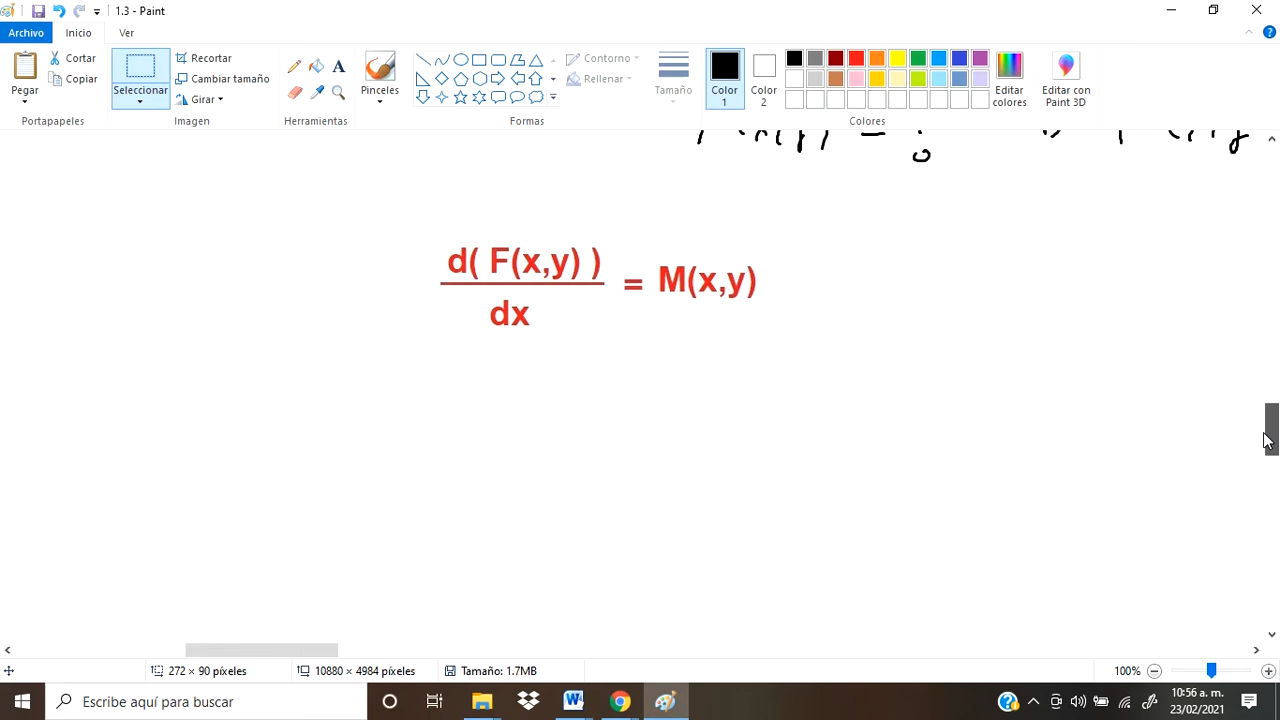 1.3 - Paint
Archivo Inicio Ver
Pegar
Cortar
Copiar
Portapapeles
Seleccionar
Recortar
Cambiar tamaño
Girar
Imagen
A
Herramientas
Pinceles
Formas
Contorno
Rellenar
Tamaño
Color 1
Color 2
Colores
Editar colores
Editar con Paint 3D
d( F(x,y) )
dx
= M(x,y)
272 × 90 píxeles
10880 × 4984 píxeles
Tamaño: 1.7MB
100%
Escribe aquí para buscar
10:56 a. m.
23/02/2021